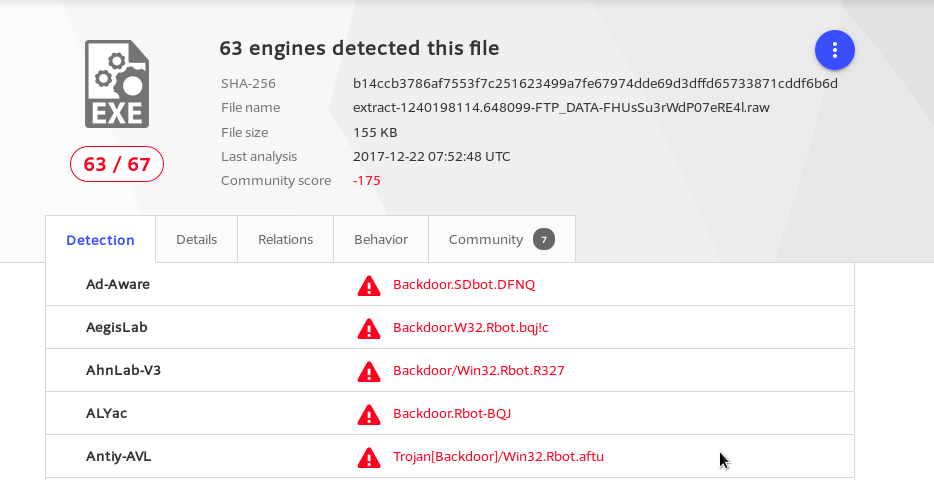 63 engines detected this file
SHA-256 b14ccb3786af7553f7c251623499a7fe67974dde69d3dffd65733871cddf6b6d
File name extract-1240198114.648099-FTP_DATA-FHUsSu3rWdP07eRE4l.raw
File size 155 KB
Last analysis 2017-12-22 07:52:48 UTC
Community score -175
EXE
63 / 67
Detection Details Relations Behavior Community 7
Ad-Aware Backdoor.SDbot.DFNQ
AegisLab Backdoor.W32.Rbot.bqj!c
AhnLab-V3 Backdoor/Win32.Rbot.R327
ALYac Backdoor.Rbot-BQJ
Antiy-AVL Trojan[Backdoor]/Win32.Rbot.aftu